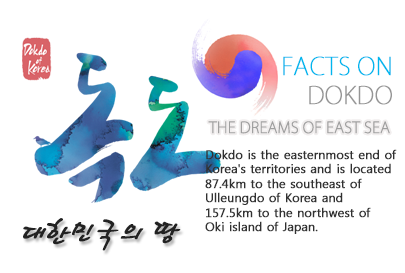 Dokdo
of
Korea
독도
FACTS ON
DOKDO
THE DREAMS OF EAST SEA
Dokdo is the easternmost end of
Korea's territories and is located
87.4km to the southeast of
Ulleungdo of Korea and
157.5km to the northwest of
Oki island of Japan.
대한민국의 땅